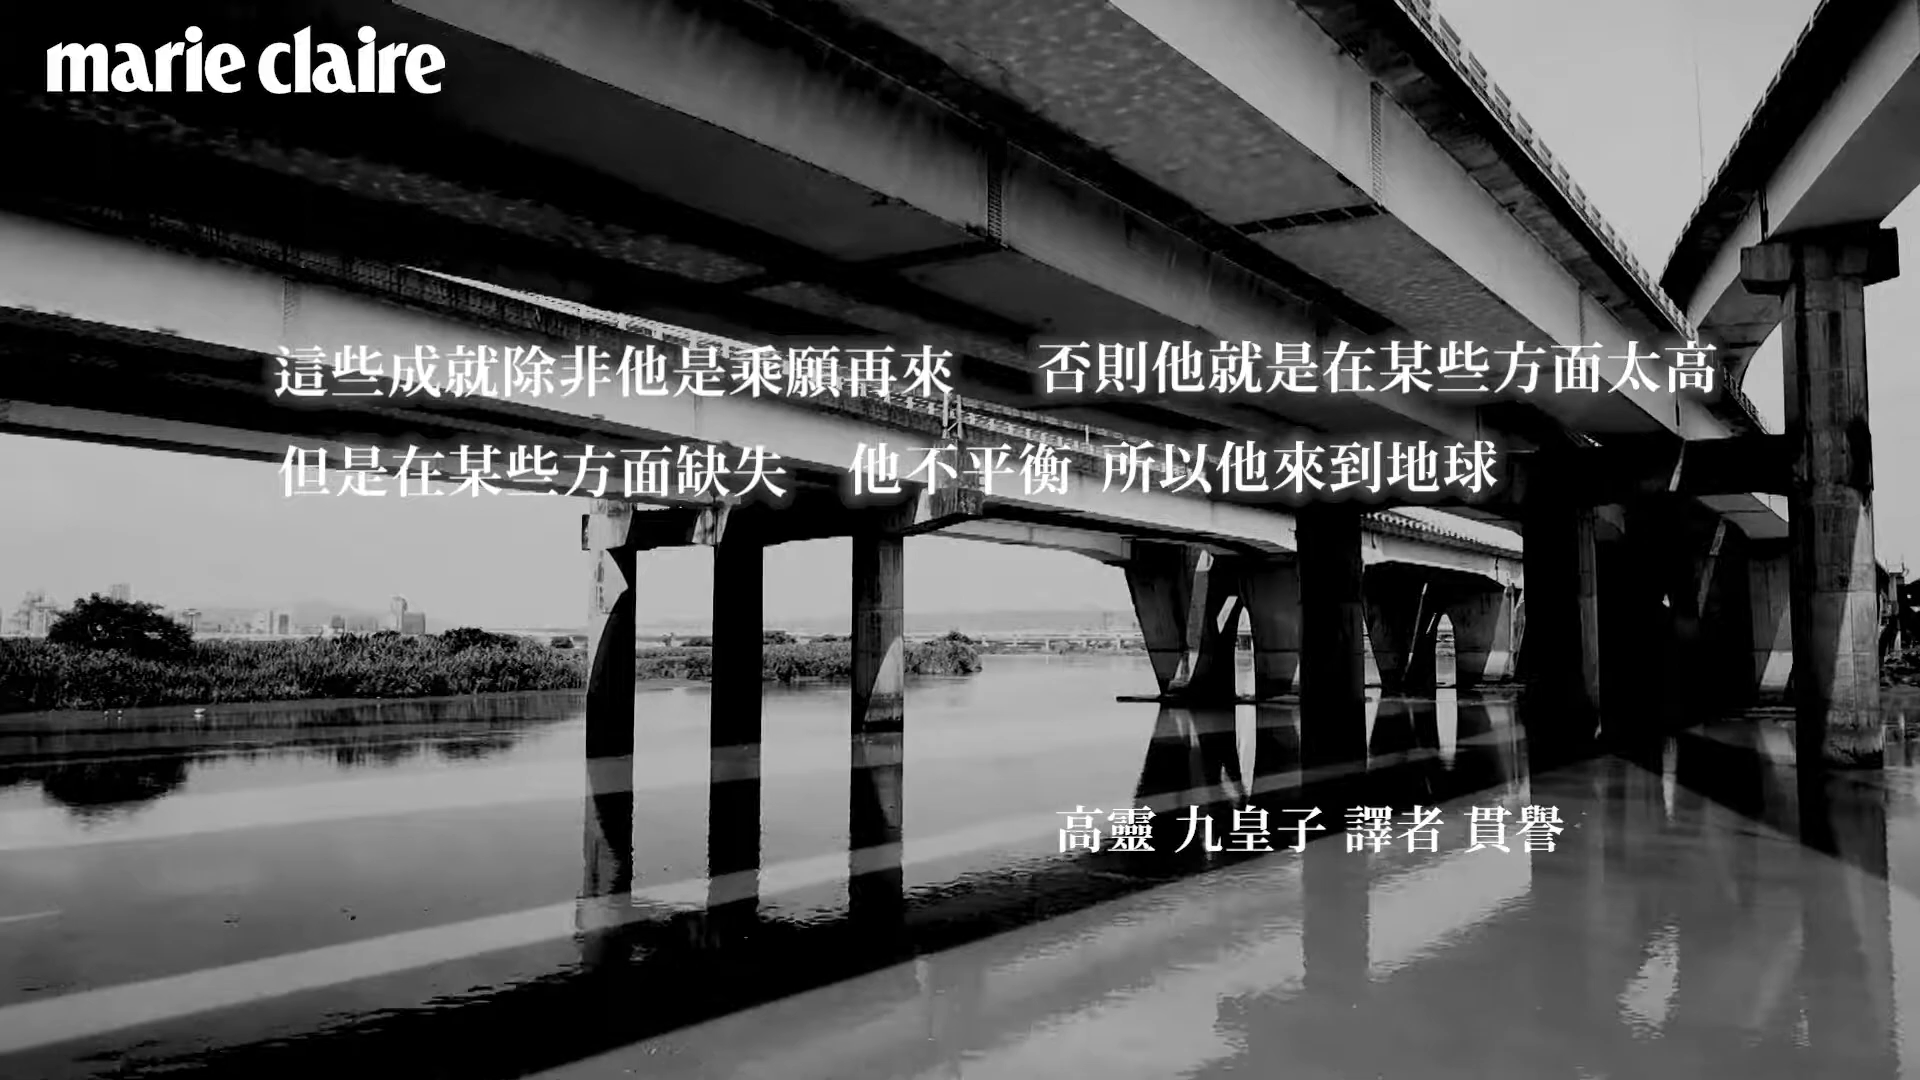 marie claire
這些成就除非他是乘願再來 否則他就是在某些方面太高
但是在某些方面缺失 他不平衡 所以他來到地球
高靈 九皇子 譯者 貫譽